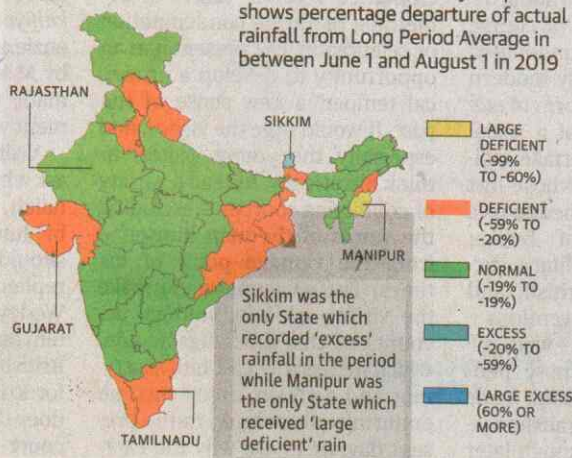 shows percentage departure of actual
rainfall from Long Period Average in
between June 1 and August 1 in 2019
RAJASTHAN
SIKKIM
MANIPUR
GUJARAT
TAMILNADU
LARGE
DEFICIENT
(-99%
TO -60%)
DEFICIENT
(-59% TO
-20%)
NORMAL
(-19% TO
-19%)
EXCESS
(-20% TO
-59%)
LARGE EXCESS
(60% OR
MORE)
Sikkim was the
only State which
recorded 'excess'
rainfall in the period
while Manipur was
the only State which
received 'large
deficient' rain